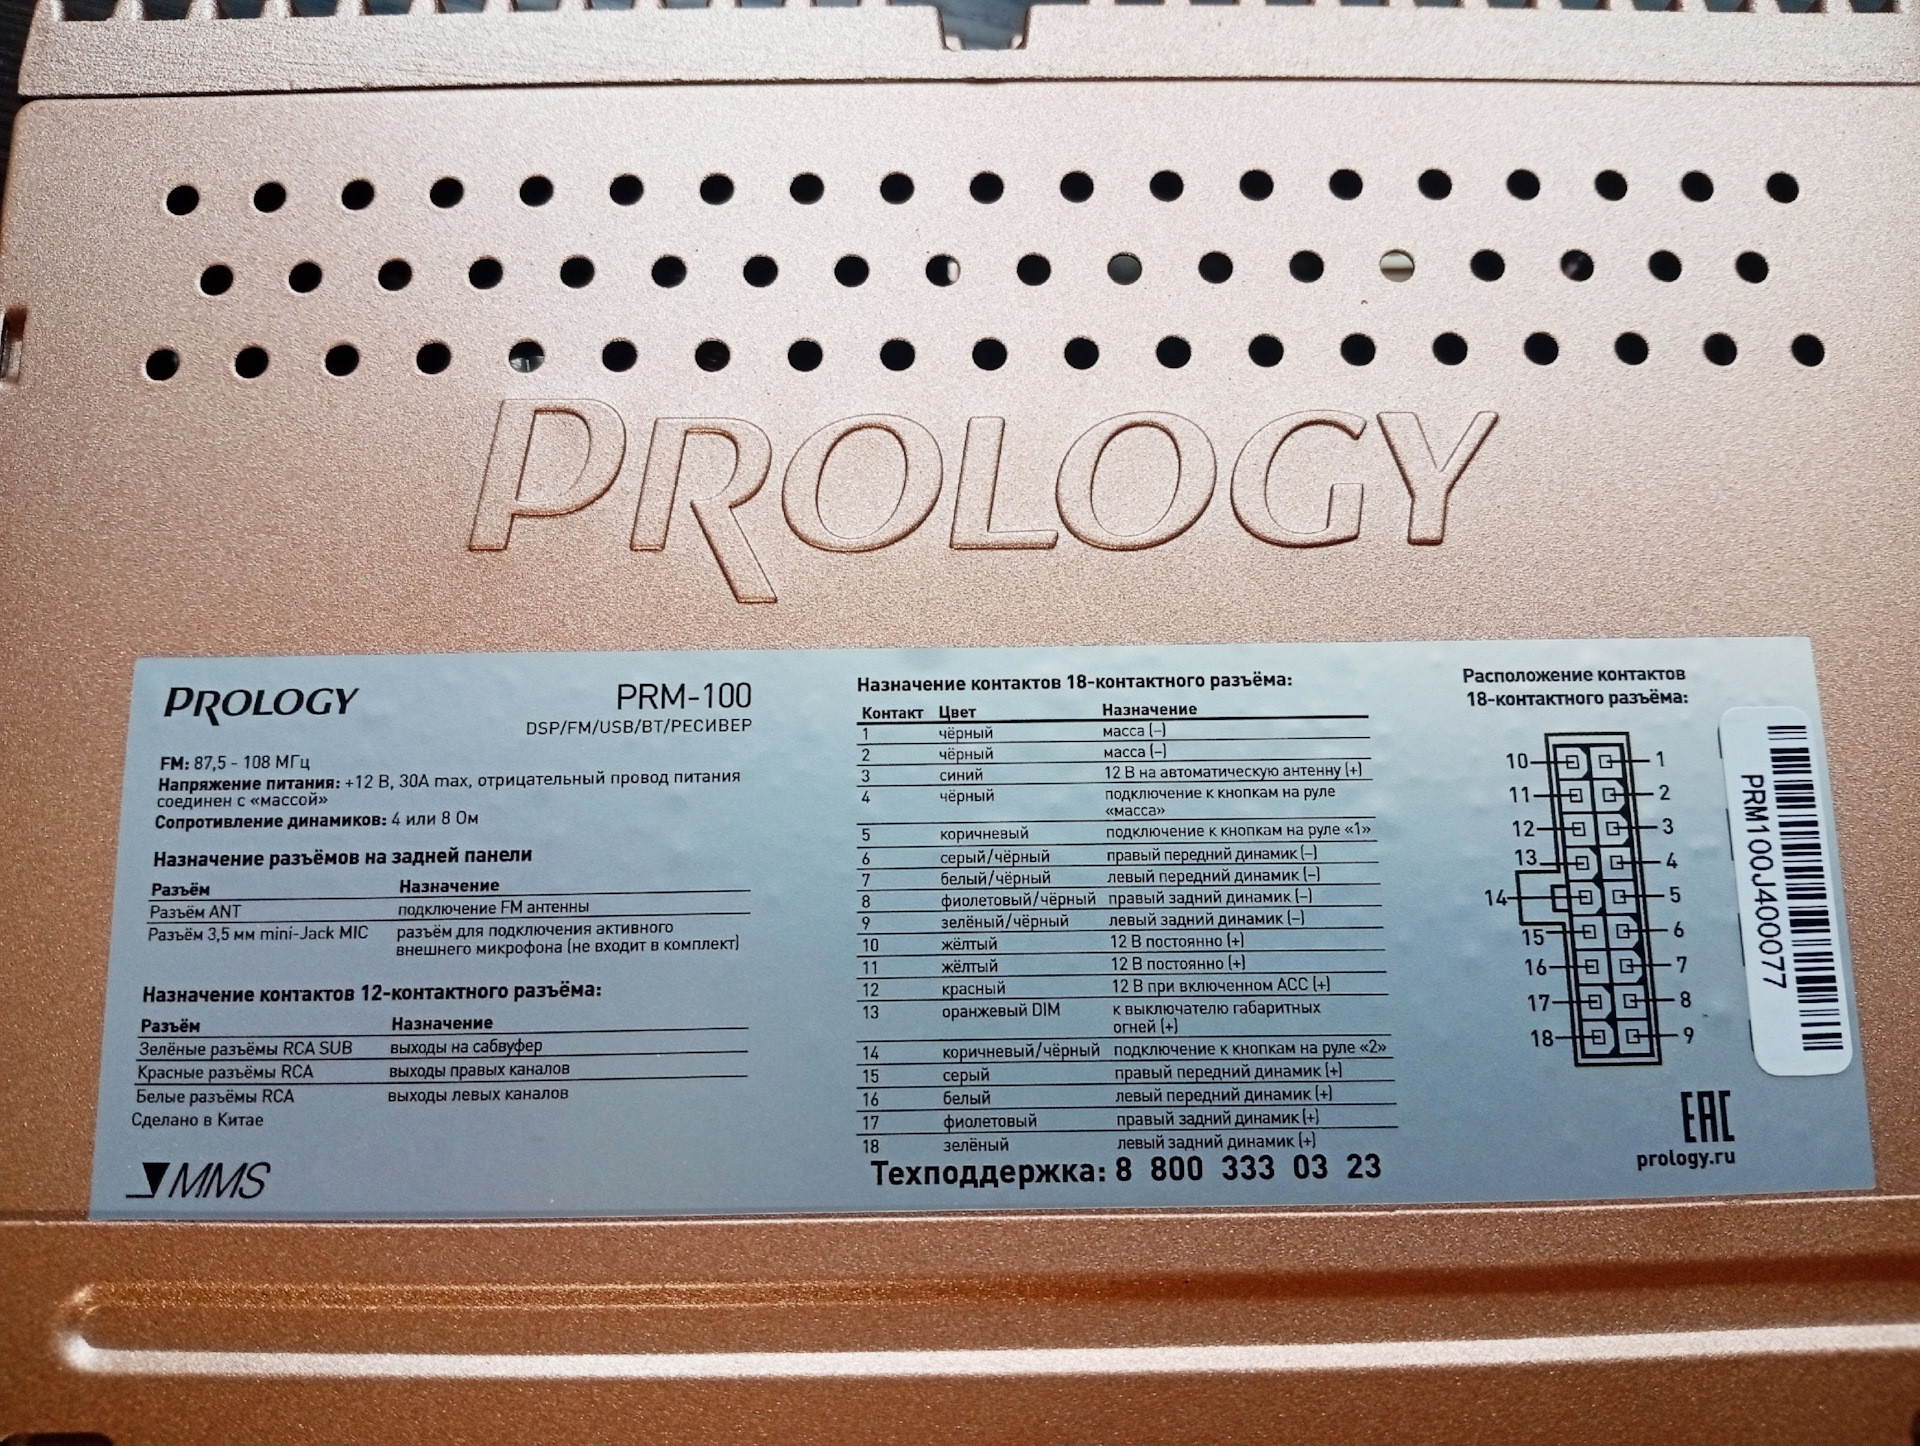 PROLOGY
PROLOGY
PRM-100
DSP/FM/USB/BT/РЕСИВЕР
FM: 87,5 - 108 МГц
Напряжение питания: +12 В, 30А max, отрицательный провод питания
соединен с «массой»
Сопротивление динамиков: 4 или 8 Ом
Назначение разъёмов на задней панели
Разъём Назначение
Разъём ANT подключение FM антенны
Разъём 3,5 мм mini-Jack MIC разъём для подключения активного
внешнего микрофона (не входит в комплект)
Назначение контактов 12-контактного разъёма:
Разъём Назначение
Зелёные разъёмы RCA SUB выходы на сабвуфер
Красные разъёмы RCA выходы правых каналов
Белые разъёмы RCA выходы левых каналов
Сделано в Китае
MMS
Назначение контактов 18-контактного разъёма:
Контакт Цвет Назначение
1 чёрный масса (–)
2 чёрный масса (–)
3 синий 12 В на автоматическую антенну (+)
4 чёрный подключение к кнопкам на руле
«масса»
5 коричневый подключение к кнопкам на руле «1»
6 серый/чёрный правый передний динамик (–)
7 белый/чёрный левый передний динамик (–)
8 фиолетовый/чёрный правый задний динамик (–)
9 зелёный/чёрный левый задний динамик (–)
10 жёлтый 12 В постоянно (+)
11 жёлтый 12 В постоянно (+)
12 красный 12 В при включенном ACC (+)
13 оранжевый DIM к выключателю габаритных
огней (+)
14 коричневый/чёрный подключение к кнопкам на руле «2»
15 серый правый передний динамик (+)
16 белый левый передний динамик (+)
17 фиолетовый правый задний динамик (+)
18 зелёный левый задний динамик (+)
Техподдержка: 8 800 333 03 23
Расположение контактов
18-контактного разъёма:
10 1
11 2
12 3
13 4
14 5
15 6
16 7
17 8
18 9
PRM100J400077
EAC
prology.ru